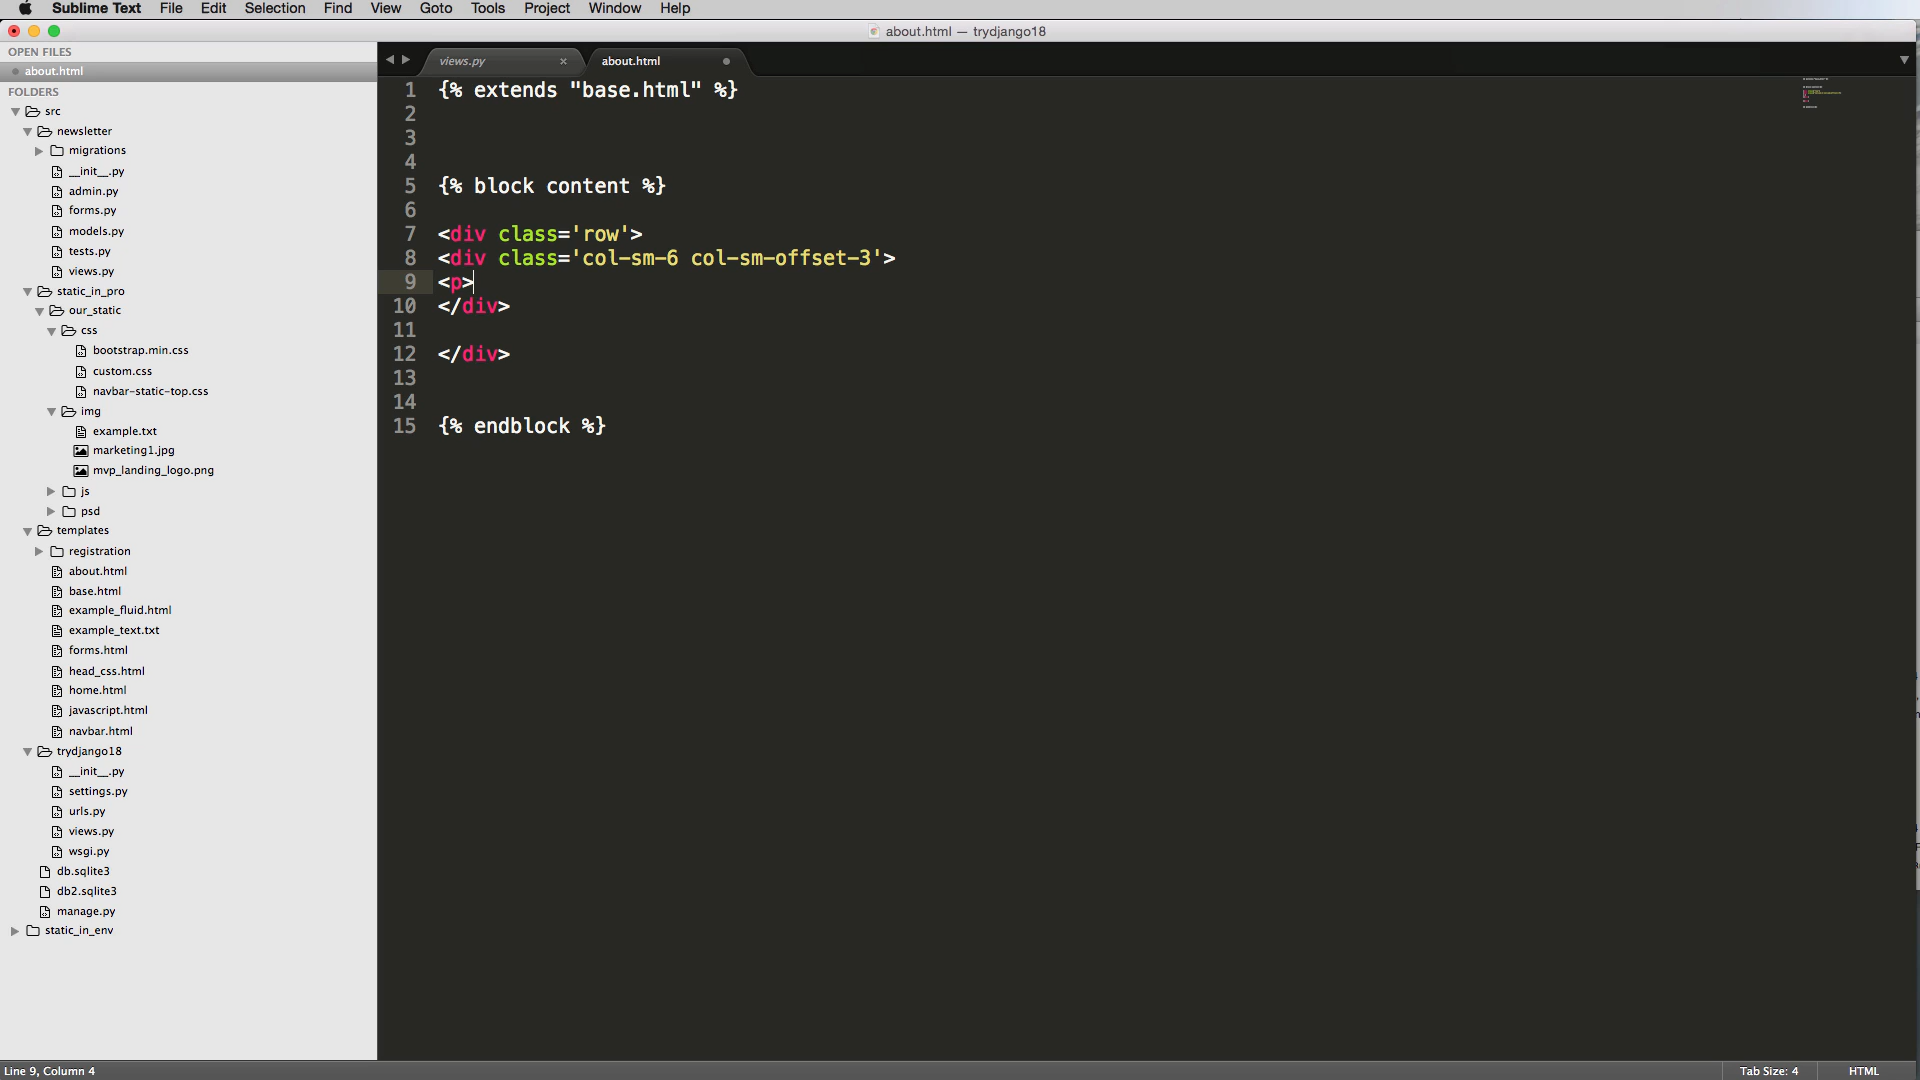 Sublime Text File Edit Selection Find View Goto Tools Project Window Help
about.html — trydjango18
OPEN FILES
about.html
FOLDERS
src
newsletter
migrations
__init__.py
admin.py
forms.py
models.py
tests.py
views.py
static_in_pro
our_static
css
bootstrap.min.css
custom.css
navbar-static-top.css
img
example.txt
marketing1.jpg
mvp_landing_logo.png
js
psd
templates
registration
about.html
base.html
example_fluid.html
example_text.txt
forms.html
head_css.html
home.html
javascript.html
navbar.html
trydjango18
__init__.py
settings.py
urls.py
views.py
wsgi.py
db.sqlite3
db2.sqlite3
manage.py
static_in_env
views.py about.html
1 {% extends "base.html" %}
2
3
4
5 {% block content %}
6
7 <div class='row'>
8 <div class='col-sm-6 col-sm-offset-3'>
9 <p>
10 </div>
11
12 </div>
13
14
15 {% endblock %}
Line 9, Column 4 Tab Size: 4 HTML